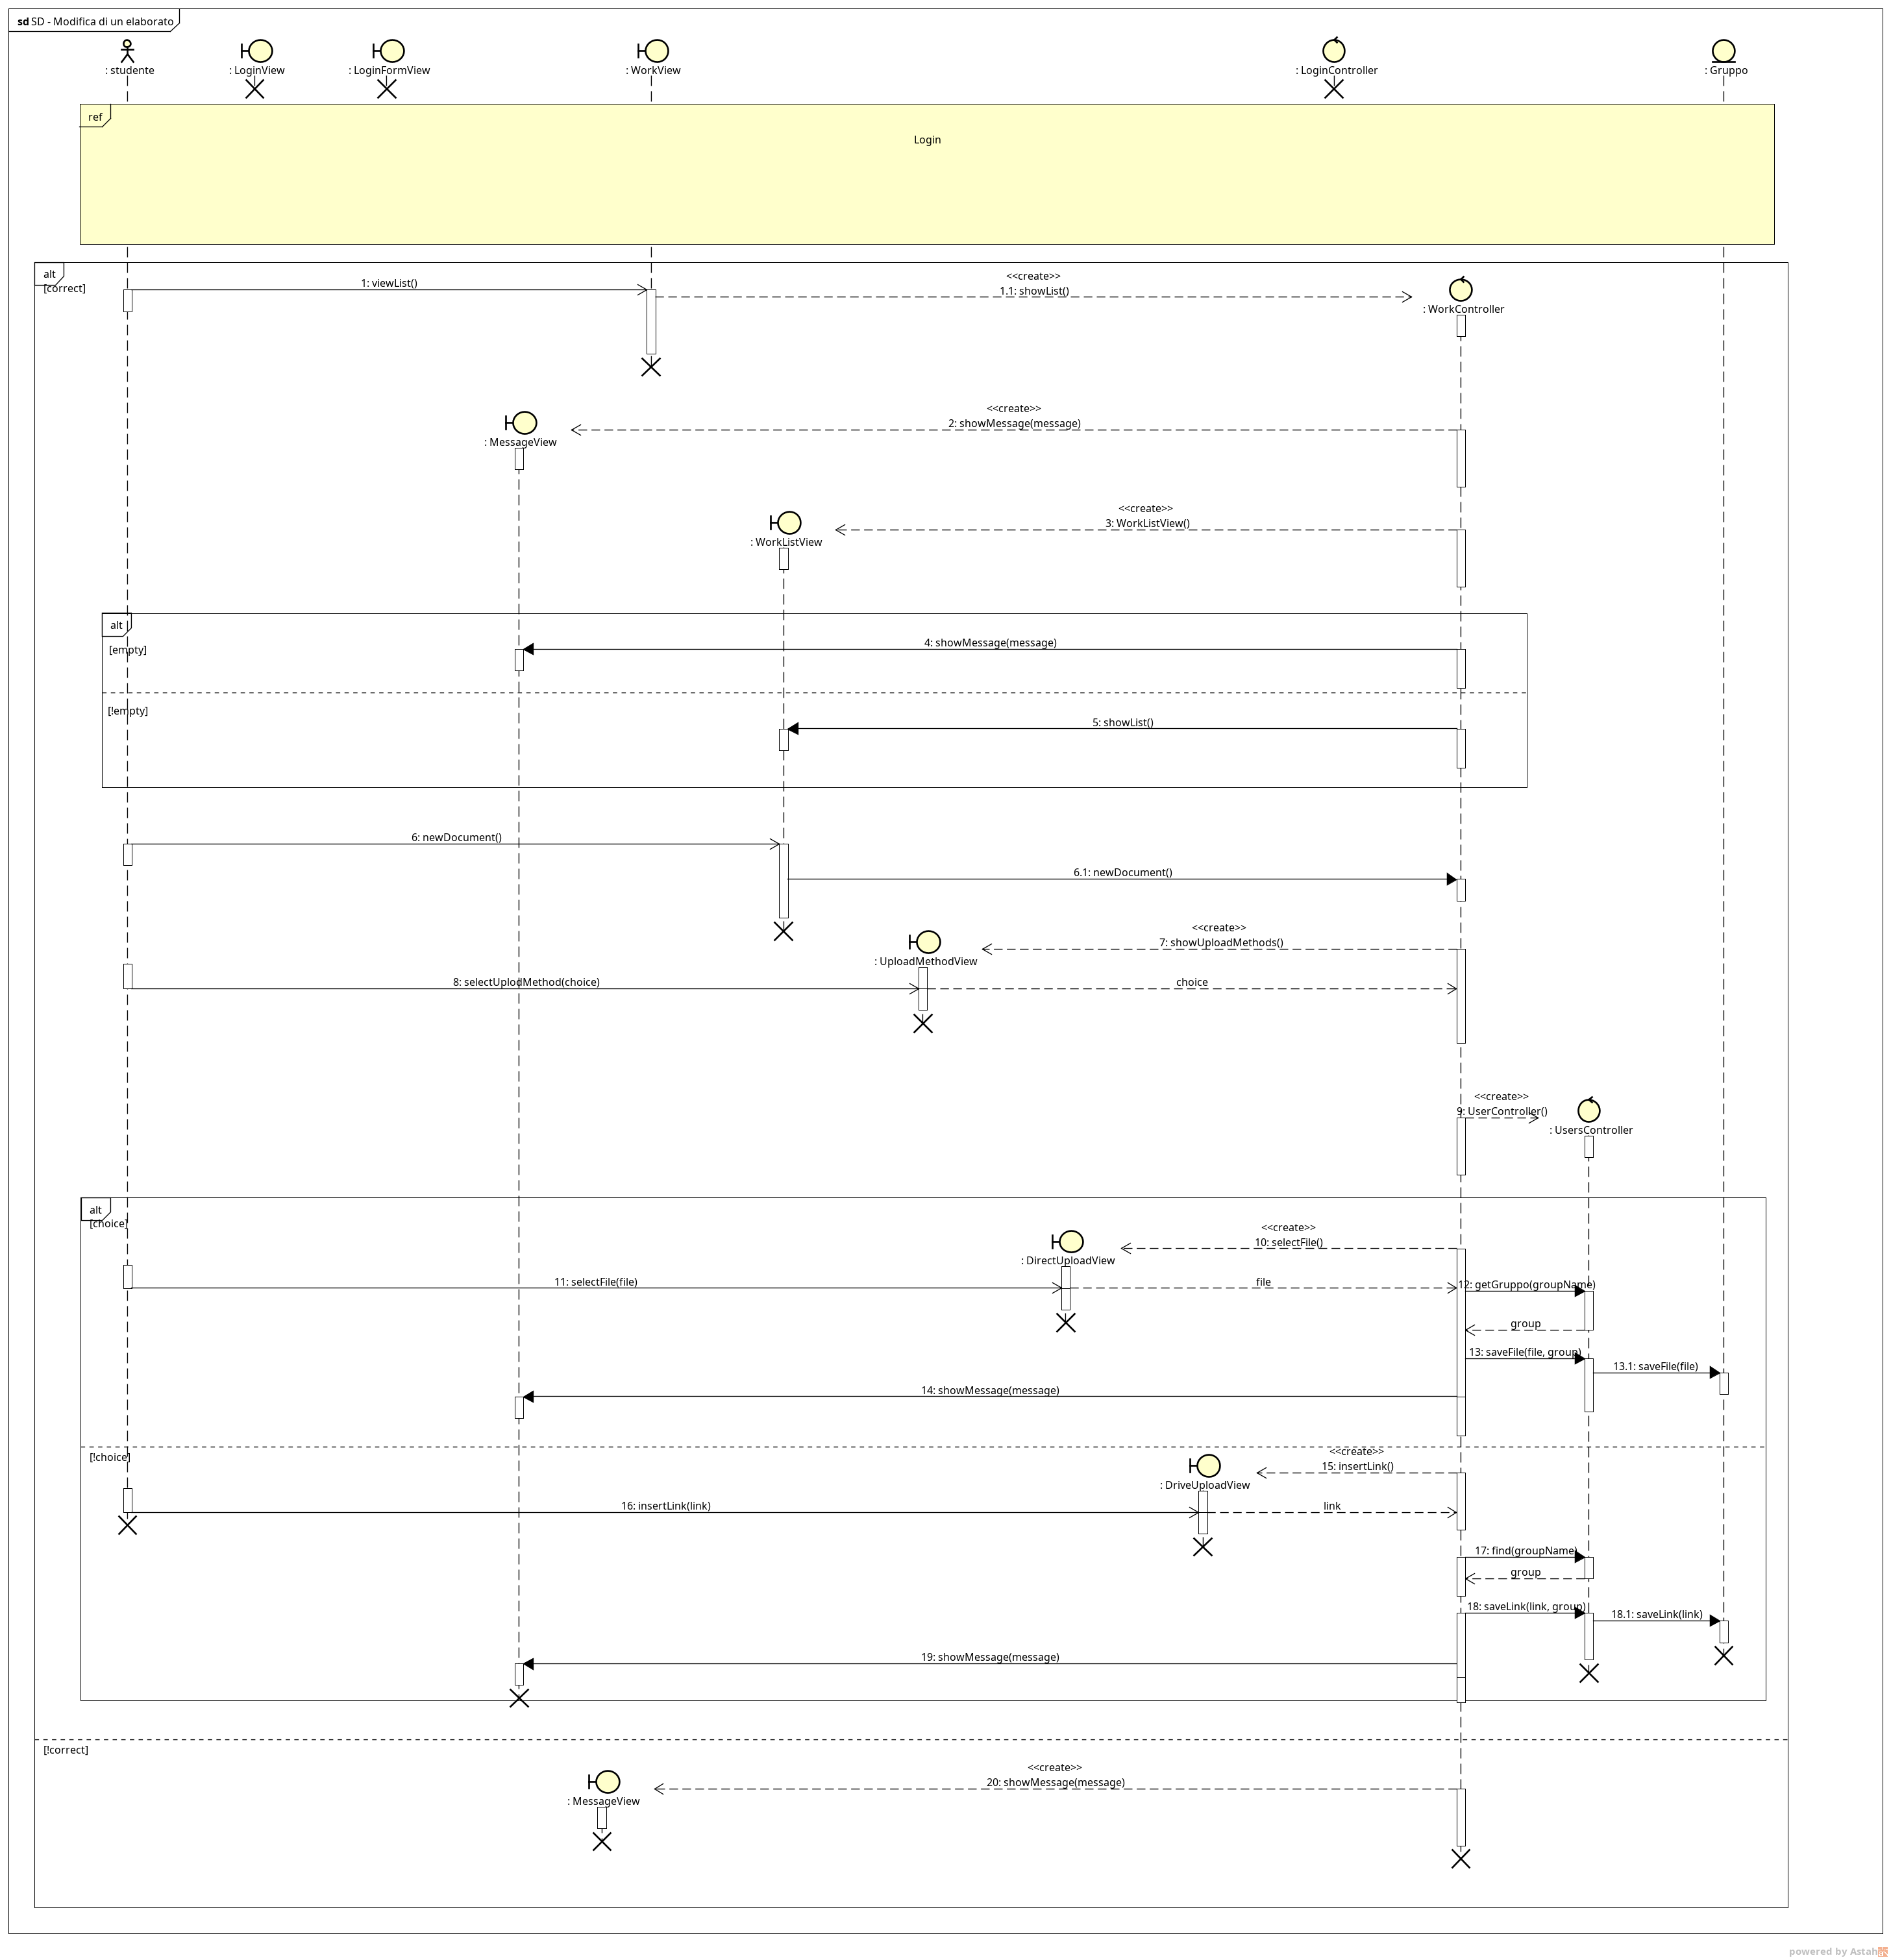 sd SD - Modifica di un elaborato
: studente
: LoginView
: LoginFormView
: WorkView
: LoginController
: Gruppo
ref
Login
alt
[correct]
1: viewList()
<<create>>
1.1: showList()
: WorkController
<<create>>
2: showMessage(message)
: MessageView
<<create>>
3: WorkListView()
: WorkListView
alt
[empty]
4: showMessage(message)
[!empty]
5: showList()
6: newDocument()
6.1: newDocument()
<<create>>
7: showUploadMethods()
: UploadMethodView
8: selectUplodMethod(choice)
choice
<<create>>
9: UserController()
: UsersController
alt
[choice]
<<create>>
10: selectFile()
: DirectUploadView
11: selectFile(file)
file
12: getGruppo(groupName)
group
13: saveFile(file, group)
13.1: saveFile(file)
14: showMessage(message)
[!choice]
<<create>>
15: insertLink()
: DriveUploadView
16: insertLink(link)
link
17: find(groupName)
group
18: saveLink(link, group)
18.1: saveLink(link)
19: showMessage(message)
[!correct]
<<create>>
20: showMessage(message)
: MessageView
powered by Astah